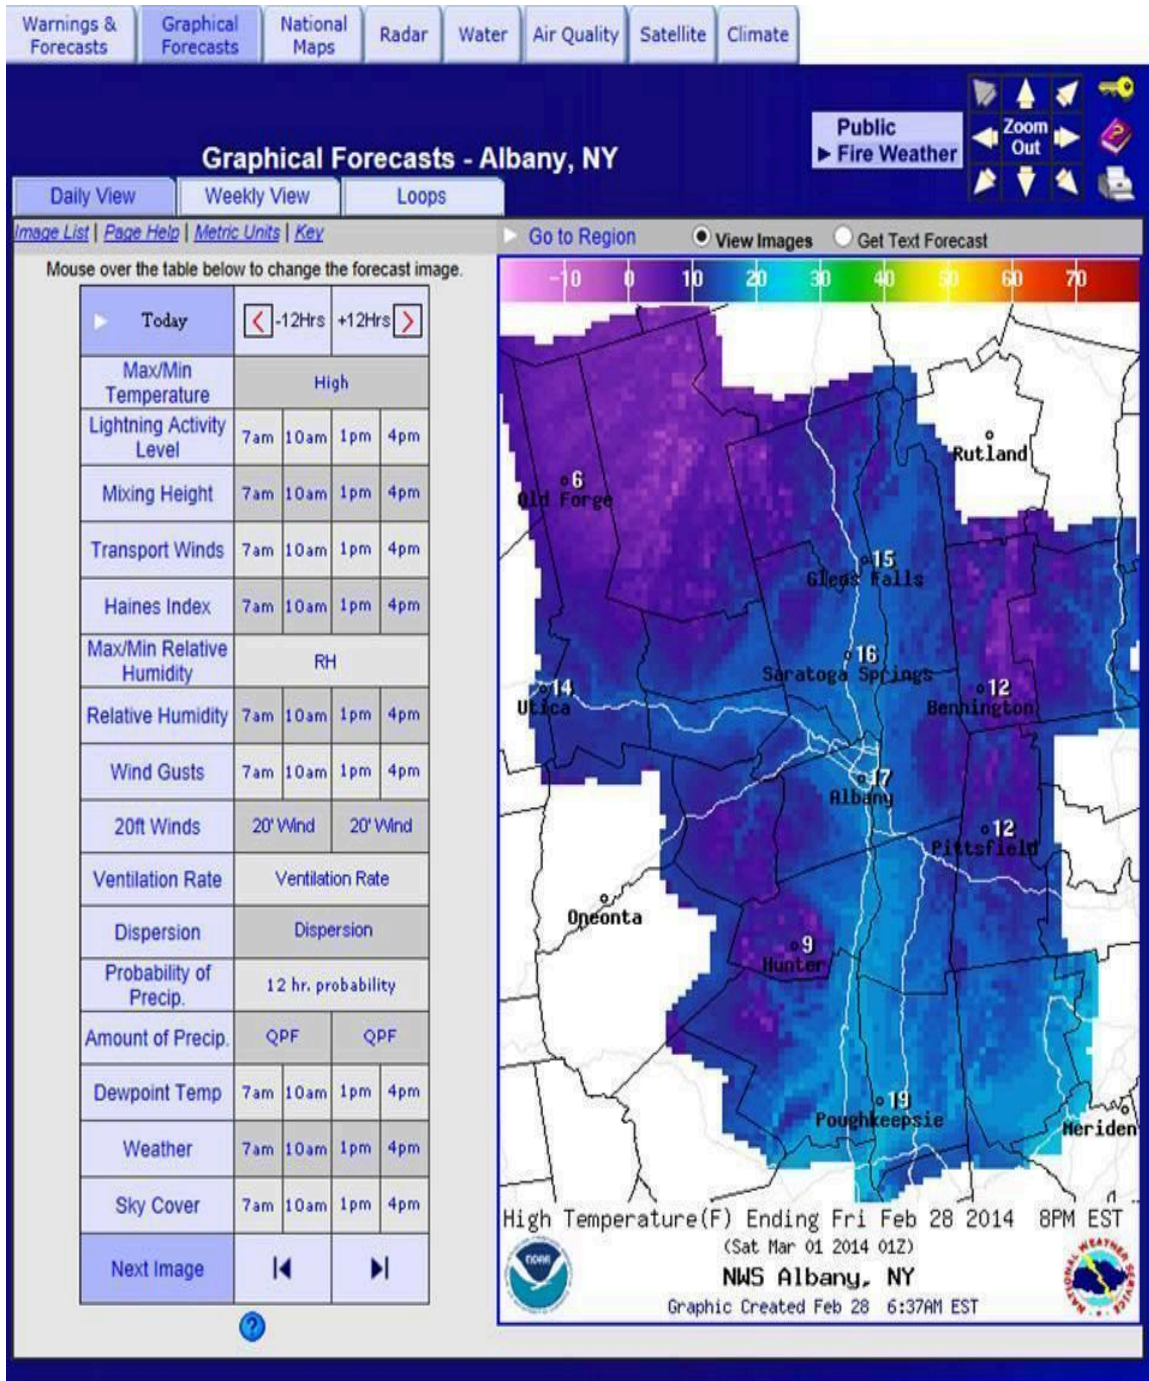 Warnings &
Forecasts
Graphical
Forecasts
National
Maps
Radar
Water
Air Quality
Satellite
Climate
Graphical Forecasts - Albany, NY
Public
Fire Weather
Zoom
Out
Daily View
Weekly View
Loops
Image List | Page Help | Metric Units | Key
Go to Region
View Images
Get Text Forecast
Mouse over the table below to change the forecast image.
Today
-12Hrs
+12Hrs
Max/Min
Temperature
High
Lightning Activity
Level
7am 10am 1pm 4pm
Mixing Height
7am 10am 1pm 4pm
Transport Winds
7am 10am 1pm 4pm
Haines Index
7am 10am 1pm 4pm
Max/Min Relative
Humidity
RH
Relative Humidity
7am 10am 1pm 4pm
Wind Gusts
7am 10am 1pm 4pm
20ft Winds
20' Wind 20' Wind
Ventilation Rate
Ventilation Rate
Dispersion
Dispersion
Probability of
Precip.
12 hr. probability
Amount of Precip.
QPF QPF
Dewpoint Temp
7am 10am 1pm 4pm
Weather
7am 10am 1pm 4pm
Sky Cover
7am 10am 1pm 4pm
Next Image
?
-10 0 10 20 30 40 50 60 70
Rutland
6
Old Forge
15
Glens Falls
16
Saratoga Springs
14
Utica
12
Bennington
17
Albany
12
Pittsfield
Oneonta
9
Hunter
19
Poughkeepsie
Meriden
High Temperature(F) Ending Fri Feb 28 2014 8PM EST
(Sat Mar 01 2014 01Z)
NWS Albany, NY
Graphic Created Feb 28 6:37AM EST
NOAA
NATIONAL WEATHER SERVICE